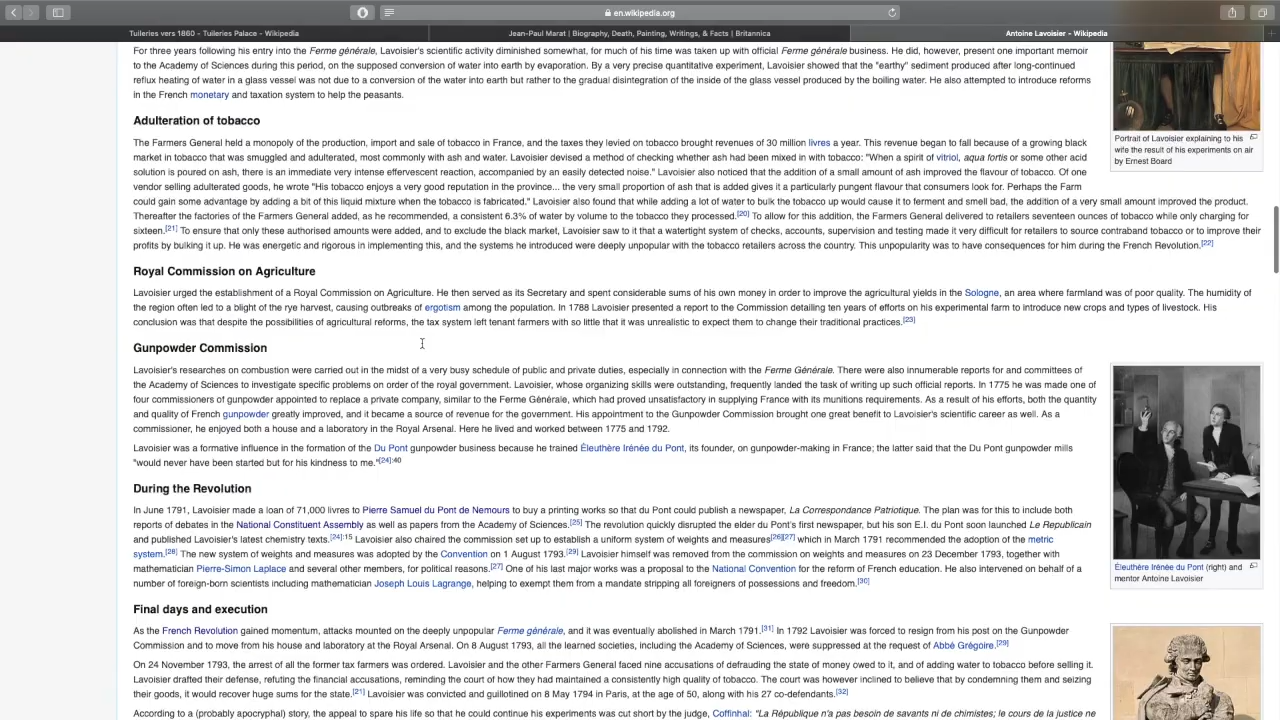 en.wikipedia.org
Tuileries vers 1860 - Tuileries Palace - Wikipedia
Jean-Paul Marat | Biography, Death, Painting, Writings, & Facts | Britannica
Antoine Lavoisier - Wikipedia
For three years following his entry into the Ferme générale, Lavoisier's scientific activity diminished somewhat, for much of his time was taken up with official Ferme générale business. He did, however, present one important memoir
to the Academy of Sciences during this period, on the supposed conversion of water into earth by evaporation. By a very precise quantitative experiment, Lavoisier showed that the "earthy" sediment produced after long-continued
reflux heating of water in a glass vessel was not due to a conversion of the water into earth but rather to the gradual disintegration of the inside of the glass vessel produced by the boiling water. He also attempted to introduce reforms
in the French monetary and taxation system to help the peasants.
Adulteration of tobacco
The Farmers General held a monopoly of the production, import and sale of tobacco in France, and the taxes they levied on tobacco brought revenues of 30 million livres a year. This revenue began to fall because of a growing black
market in tobacco that was smuggled and adulterated, most commonly with ash and water. Lavoisier devised a method of checking whether ash had been mixed in with tobacco: "When a spirit of vitriol, aqua fortis or some other acid
solution is poured on ash, there is an immediate very intense effervescent reaction, accompanied by an easily detected noise." Lavoisier also noticed that the addition of a small amount of ash improved the flavour of tobacco. Of one
vendor selling adulterated goods, he wrote "His tobacco enjoys a very good reputation in the province... the very small proportion of ash that is added gives it a particularly pungent flavour that consumers look for. Perhaps the Farm
could gain some advantage by adding a bit of this liquid mixture when the tobacco is fabricated." Lavoisier also found that while adding a lot of water to bulk the tobacco up would cause it to ferment and smell bad, the addition of a very small amount improved the product.
Thereafter the factories of the Farmers General added, as he recommended, a consistent 6.3% of water by volume to the tobacco they processed.[20] To allow for this addition, the Farmers General delivered to retailers seventeen ounces of tobacco while only charging for
sixteen.[21] To ensure that only these authorised amounts were added, and to exclude the black market, Lavoisier saw to it that a watertight system of checks, accounts, supervision and testing made it very difficult for retailers to source contraband tobacco or to improve their
profits by bulking it up. He was energetic and rigorous in implementing this, and the systems he introduced were deeply unpopular with the tobacco retailers across the country. This unpopularity was to have consequences for him during the French Revolution.[22]
Royal Commission on Agriculture
Lavoisier urged the establishment of a Royal Commission on Agriculture. He then served as its Secretary and spent considerable sums of his own money in order to improve the agricultural yields in the Sologne, an area where farmland was of poor quality. The humidity of
the region often led to a blight of the rye harvest, causing outbreaks of ergotism among the population. In 1788 Lavoisier presented a report to the Commission detailing ten years of efforts on his experimental farm to introduce new crops and types of livestock. His
conclusion was that despite the possibilities of agricultural reforms, the tax system left tenant farmers with so little that it was unrealistic to expect them to change their traditional practices.[23]
Gunpowder Commission
Lavoisier's researches on combustion were carried out in the midst of a very busy schedule of public and private duties, especially in connection with the Ferme Générale. There were also innumerable reports for and committees of
the Academy of Sciences to investigate specific problems on order of the royal government. Lavoisier, whose organizing skills were outstanding, frequently landed the task of writing up such official reports. In 1775 he was made one of
four commissioners of gunpowder appointed to replace a private company, similar to the Ferme Générale, which had proved unsatisfactory in supplying France with its munitions requirements. As a result of his efforts, both the quantity
and quality of French gunpowder greatly improved, and it became a source of revenue for the government. His appointment to the Gunpowder Commission brought one great benefit to Lavoisier's scientific career as well. As a
commissioner, he enjoyed both a house and a laboratory in the Royal Arsenal. Here he lived and worked between 1775 and 1792.
Lavoisier was a formative influence in the formation of the Du Pont gunpowder business because he trained Éleuthère Irénée du Pont, its founder, on gunpowder-making in France; the latter said that the Du Pont gunpowder mills
"would never have been started but for his kindness to me."[24]:40
During the Revolution
In June 1791, Lavoisier made a loan of 71,000 livres to Pierre Samuel du Pont de Nemours to buy a printing works so that du Pont could publish a newspaper, La Correspondance Patriotique. The plan was for this to include both
reports of debates in the National Constituent Assembly as well as papers from the Academy of Sciences.[25] The revolution quickly disrupted the elder du Pont's first newspaper, but his son E.I. du Pont soon launched Le Republicain
and published Lavoisier's latest chemistry texts.[24]:15 Lavoisier also chaired the commission set up to establish a uniform system of weights and measures[26][27] which in March 1791 recommended the adoption of the metric
system.[28] The new system of weights and measures was adopted by the Convention on 1 August 1793.[29] Lavoisier himself was removed from the commission on weights and measures on 23 December 1793, together with
mathematician Pierre-Simon Laplace and several other members, for political reasons.[27] One of his last major works was a proposal to the National Convention for the reform of French education. He also intervened on behalf of a
number of foreign-born scientists including mathematician Joseph Louis Lagrange, helping to exempt them from a mandate stripping all foreigners of possessions and freedom.[30]
Final days and execution
As the French Revolution gained momentum, attacks mounted on the deeply unpopular Ferme générale, and it was eventually abolished in March 1791.[31] In 1792 Lavoisier was forced to resign from his post on the Gunpowder
Commission and to move from his house and laboratory at the Royal Arsenal. On 8 August 1793, all the learned societies, including the Academy of Sciences, were suppressed at the request of Abbé Grégoire.[29]
On 24 November 1793, the arrest of all the former tax farmers was ordered. Lavoisier and the other Farmers General faced nine accusations of defrauding the state of money owed to it, and of adding water to tobacco before selling it.
Lavoisier drafted their defense, refuting the financial accusations, reminding the court of how they had maintained a consistently high quality of tobacco. The court was however inclined to believe that by condemning them and seizing
their goods, it would recover huge sums for the state.[21] Lavoisier was convicted and guillotined on 8 May 1794 in Paris, at the age of 50, along with his 27 co-defendants.[32]
According to a (probably apocryphal) story, the appeal to spare his life so that he could continue his experiments was cut short by the judge, Coffinhal: "La République n'a pas besoin de savants ni de chimistes; le cours de la justice ne
Portrait of Lavoisier explaining to his
wife the result of his experiments on air
by Ernest Board
Éleuthère Irénée du Pont (right) and
mentor Antoine Lavoisier